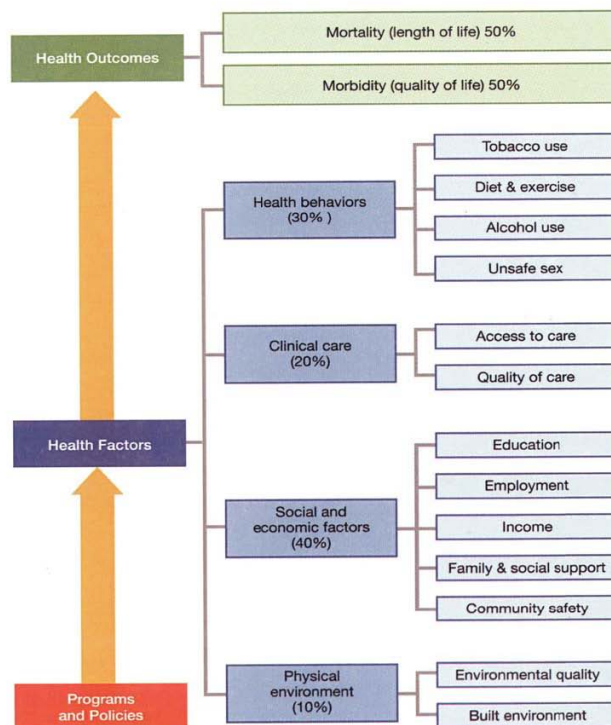 Health Outcomes
Mortality (length of life) 50%
Morbidity (quality of life) 50%
Health Factors
Health behaviors
(30% )
Tobacco use
Diet & exercise
Alcohol use
Unsafe sex
Clinical care
(20%)
Access to care
Quality of care
Social and
economic factors
(40%)
Education
Employment
Income
Family & social support
Community safety
Physical
environment
(10%)
Environmental quality
Built environment
Programs
and Policies